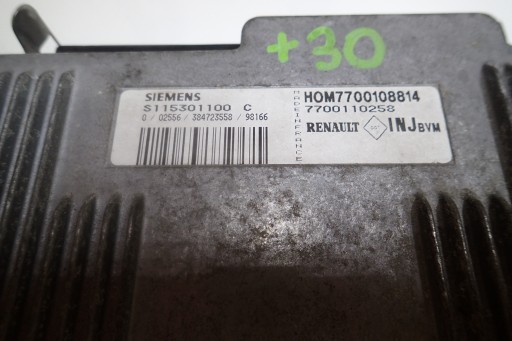 +30
SIEMENS
S115301100 C
0 / 02556 / 384723558 / 98166
MADE IN FRANCE
HOM7700108814
7700110258
RENAULT INJ BVM